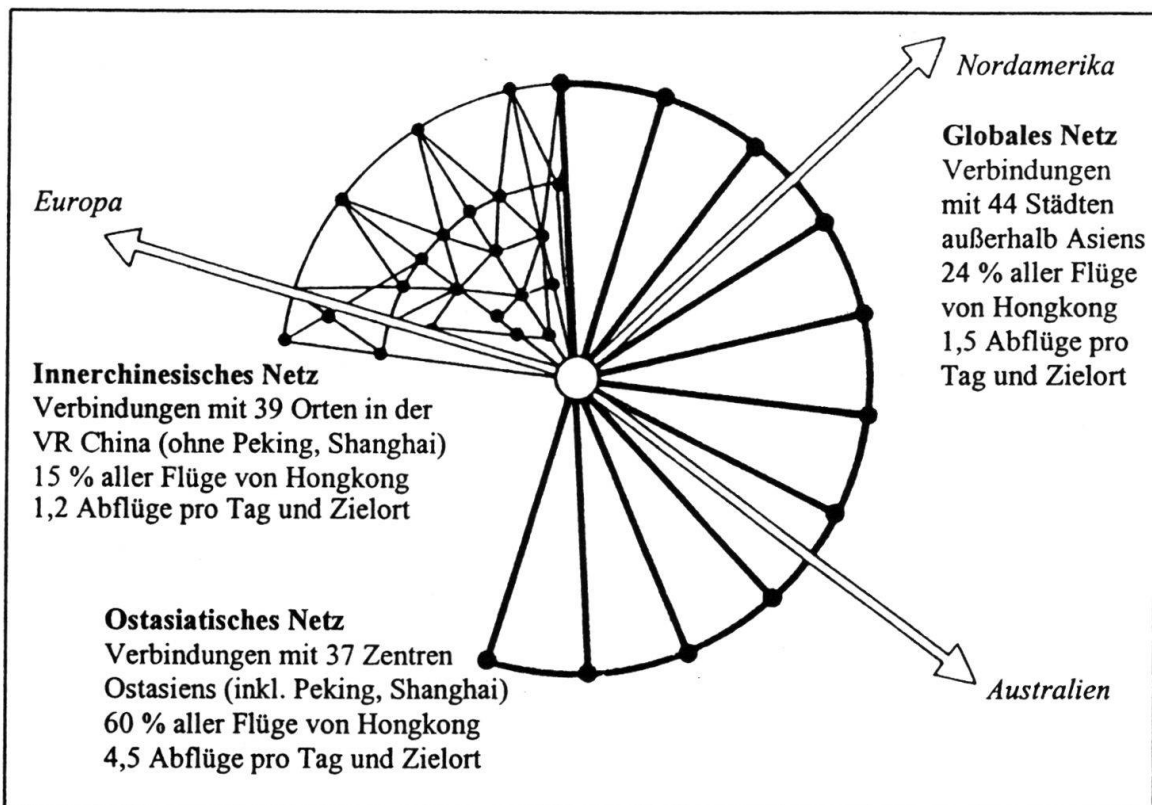 Nordamerika
Globales Netz
Verbindungen
mit 44 Städten
außerhalb Asiens
24 % aller Flüge
von Hongkong
1,5 Abflüge pro
Tag und Zielort
Europa
Innerchinesisches Netz
Verbindungen mit 39 Orten in der
VR China (ohne Peking, Shanghai)
15 % aller Flüge von Hongkong
1,2 Abflüge pro Tag und Zielort
Ostasiatisches Netz
Verbindungen mit 37 Zentren
Ostasiens (inkl. Peking, Shanghai)
60 % aller Flüge von Hongkong
4,5 Abflüge pro Tag und Zielort
Australien